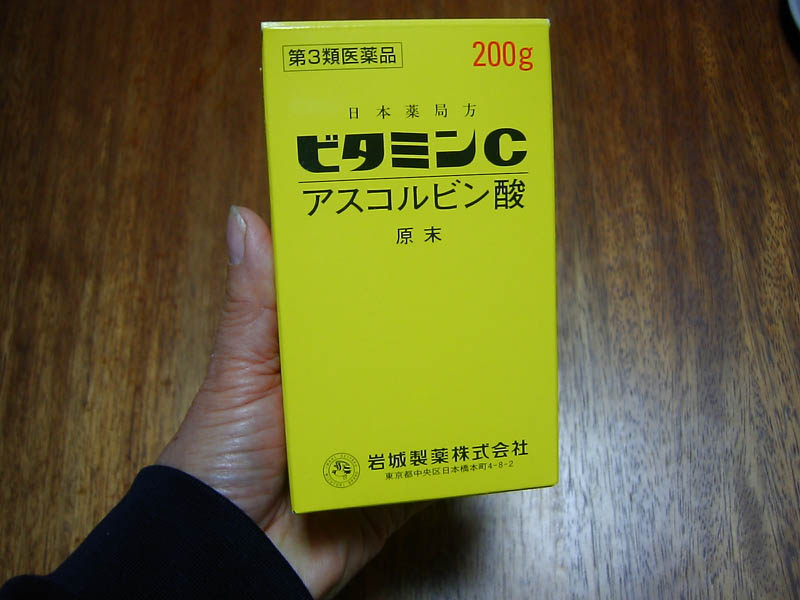 第3類医薬品
200g
日本薬局方
ビタミンC
アスコルビン酸
原末
岩城製薬株式会社
東京都中央区日本橋本町4-8-2